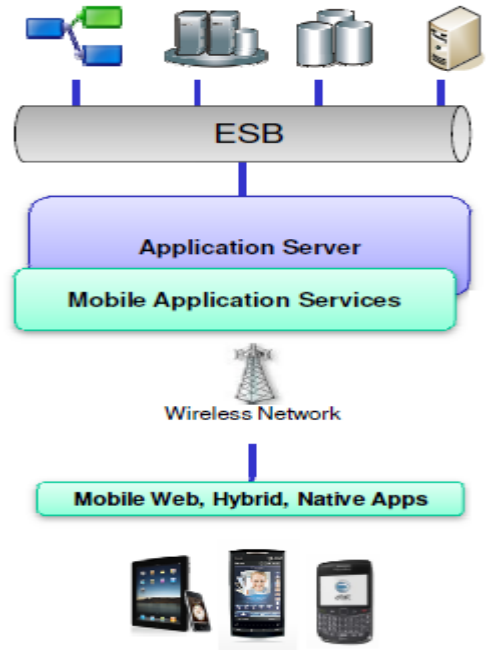 ESB
Application Server
Mobile Application Services
Wireless Network
Mobile Web, Hybrid, Native Apps